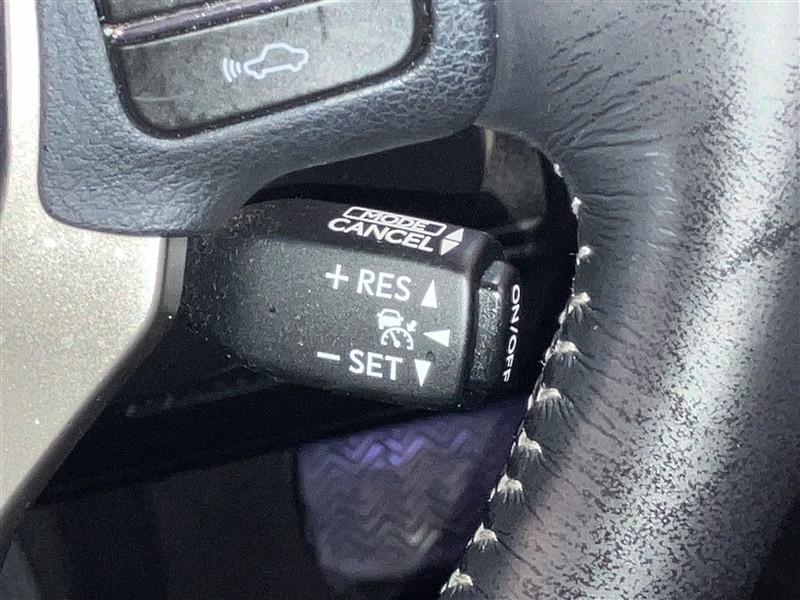 MODE
CANCEL
+ RES
- SET
ON/OFF